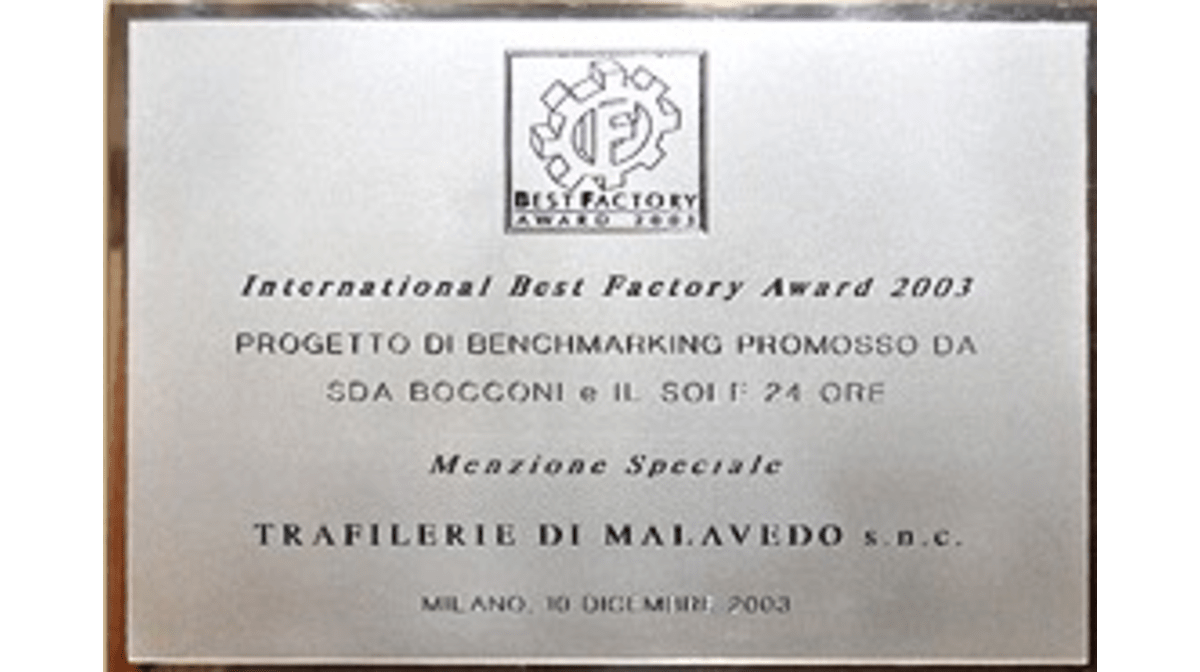 BEST FACTORY
AWARD 2003
International Best Factory Award 2003
PROGETTO DI BENCHMARKING PROMOSSO DA
SDA BOCCONI e IL SOLE 24 ORE
Menzione Speciale
TRAFILERIE DI MALAVEDO s.n.c.
MILANO, 10 DICEMBRE 2003